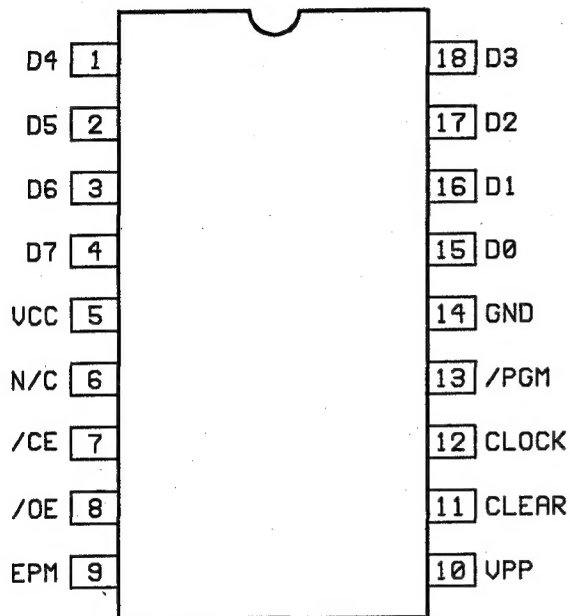 D4 1 18 D3
D5 2 17 D2
D6 3 16 D1
D7 4 15 D0
VCC 5 14 GND
N/C 6 13 /PGM
/CE 7 12 CLOCK
/OE 8 11 CLEAR
EPM 9 10 VPP